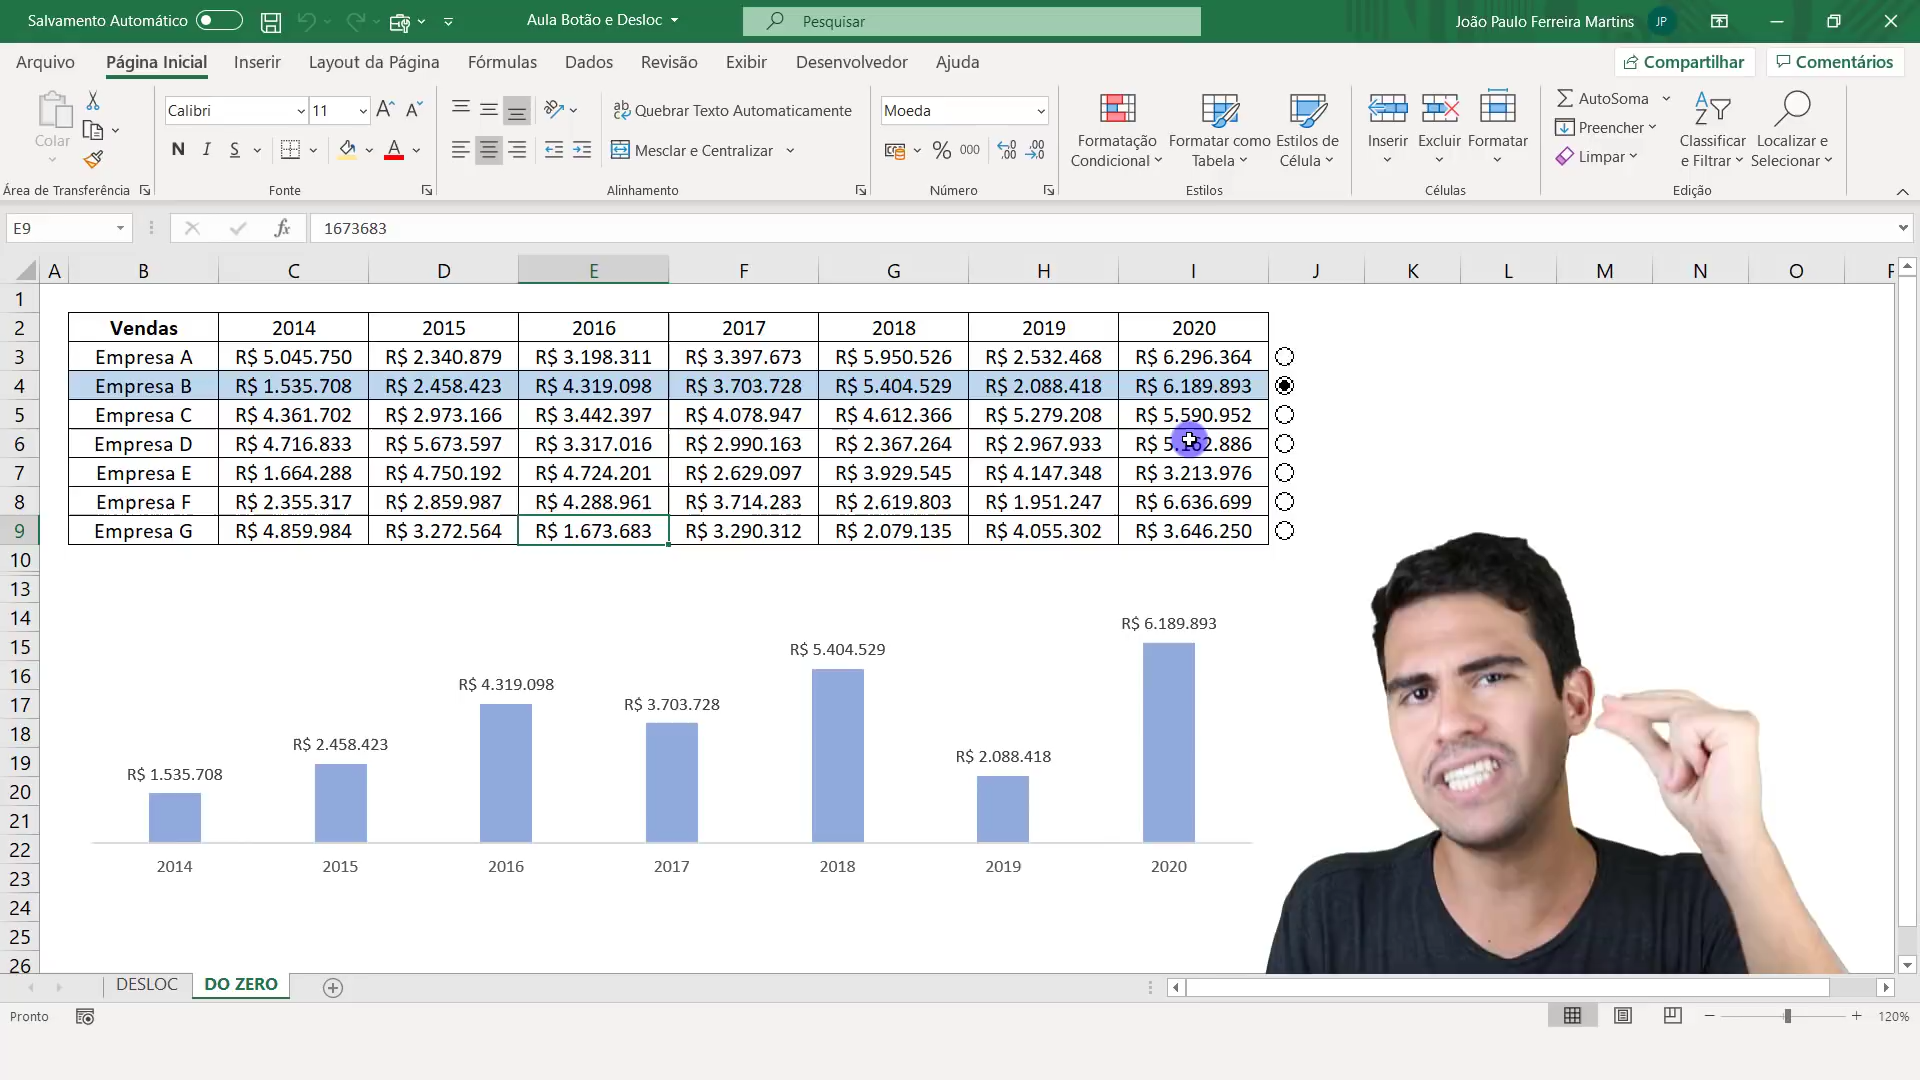 Salvamento Automático
Aula Botão e Desloc
Pesquisar
João Paulo Ferreira Martins
JP
Arquivo
Página Inicial
Inserir
Layout da Página
Fórmulas
Dados
Revisão
Exibir
Desenvolvedor
Ajuda
Compartilhar
Comentários
Colar
Calibri
11
N I S
Quebrar Texto Automaticamente
Mesclar e Centralizar
Moeda
% 000
Formatação Condicional
Formatar como Tabela
Estilos de Célula
Inserir
Excluir
Formatar
AutoSoma
Preencher
Limpar
Classificar e Filtrar
Localizar e Selecionar
Área de Transferência
Fonte
Alinhamento
Número
Estilos
Células
Edição
E9
fx
1673683
A B C D E F G H I J K L M N O
1
2 Vendas 2014 2015 2016 2017 2018 2019 2020
3 Empresa A R$ 5.045.750 R$ 2.340.879 R$ 3.198.311 R$ 3.397.673 R$ 5.950.526 R$ 2.532.468 R$ 6.296.364
4 Empresa B R$ 1.535.708 R$ 2.458.423 R$ 4.319.098 R$ 3.703.728 R$ 5.404.529 R$ 2.088.418 R$ 6.189.893
5 Empresa C R$ 4.361.702 R$ 2.973.166 R$ 3.442.397 R$ 4.078.947 R$ 4.612.366 R$ 5.279.208 R$ 5.590.952
6 Empresa D R$ 4.716.833 R$ 5.673.597 R$ 3.317.016 R$ 2.990.163 R$ 2.367.264 R$ 2.967.933 R$
7 Empresa E R$ 1.664.288 R$ 4.750.192 R$ 4.724.201 R$ 2.629.097 R$ 3.929.545 R$ 4.147.348 R$ 3.213.976
8 Empresa F R$ 2.355.317 R$ 2.859.987 R$ 4.288.961 R$ 3.714.283 R$ 2.619.803 R$ 1.951.247 R$ 6.636.699
9 Empresa G R$ 4.859.984 R$ 3.272.564 R$ 1.673.683 R$ 3.290.312 R$ 2.079.135 R$ 4.055.302 R$ 3.646.250
10
13
14
15
16
17
18
19
20
21
22
23
24
25
26
R$ 1.535.708
R$ 2.458.423
R$ 4.319.098
R$ 3.703.728
R$ 5.404.529
R$ 2.088.418
R$ 6.189.893
2014 2015 2016 2017 2018 2019 2020
DESLOC
DO ZERO
Pronto
120%